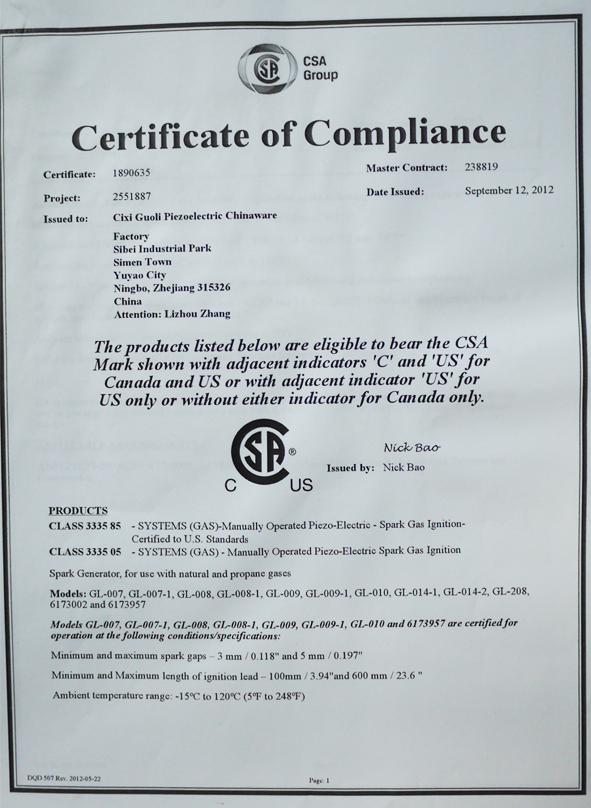 CSA
Group
Certificate of Compliance
Certificate: 1890635 Master Contract: 238819
Project: 2551887 Date Issued: September 12, 2012
Issued to: Cixi Guoli Piezoelectric Chinaware
Factory
Sibei Industrial Park
Simen Town
Yuyao City
Ningbo, Zhejiang 315326
China
Attention: Lizhou Zhang
The products listed below are eligible to bear the CSA
Mark shown with adjacent indicators 'C' and 'US' for
Canada and US or with adjacent indicator 'US' for
US only or without either indicator for Canada only.
CSA ®
C US
Nick Bao
Issued by: Nick Bao
PRODUCTS
CLASS 3335 85 - SYSTEMS (GAS)-Manually Operated Piezo-Electric - Spark Gas Ignition-
Certified to U.S. Standards
CLASS 3335 05 - SYSTEMS (GAS) - Manually Operated Piezo-Electric Spark Gas Ignition
Spark Generator, for use with natural and propane gases
Models: GL-007, GL-007-1, GL-008, GL-008-1, GL-009, GL-009-1, GL-010, GL-014-1, GL-014-2, GL-208,
6173002 and 6173957
Models GL-007, GL-007-1, GL-008, GL-008-1, GL-009, GL-009-1, GL-010 and 6173957 are certified for
operation at the following conditions/specifications:
Minimum and maximum spark gaps – 3 mm / 0.118" and 5 mm / 0.197"
Minimum and Maximum length of ignition lead – 100mm / 3.94"and 600 mm / 23.6 "
Ambient temperature range: -15ºC to 120ºC (5ºF to 248ºF)
DQD 507 Rev. 2012-05-22 Page: 1